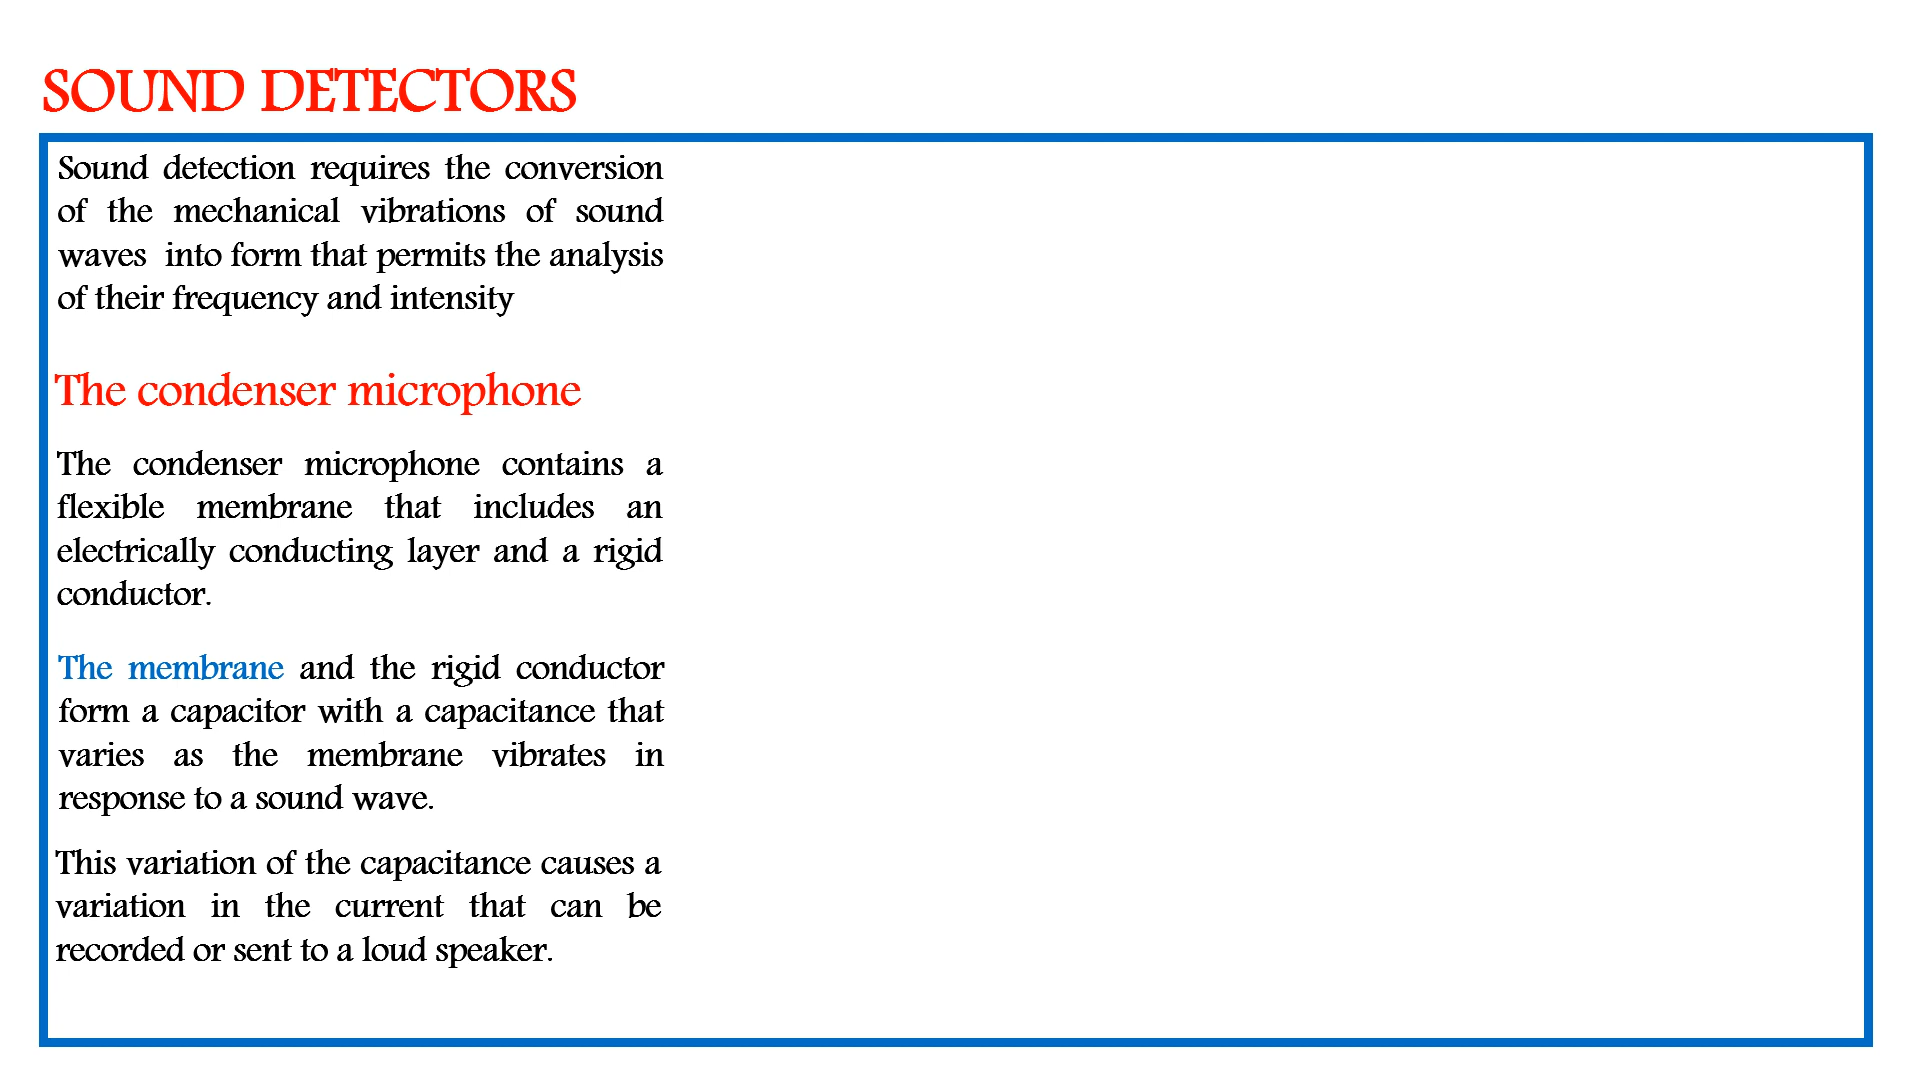 SOUND DETECTORS
Sound detection requires the conversion
of the mechanical vibrations of sound
waves into form that permits the analysis
of their frequency and intensity
The condenser microphone
The condenser microphone contains a
flexible membrane that includes an
electrically conducting layer and a rigid
conductor.
The membrane and the rigid conductor
form a capacitor with a capacitance that
varies as the membrane vibrates in
response to a sound wave.
This variation of the capacitance causes a
variation in the current that can be
recorded or sent to a loud speaker.